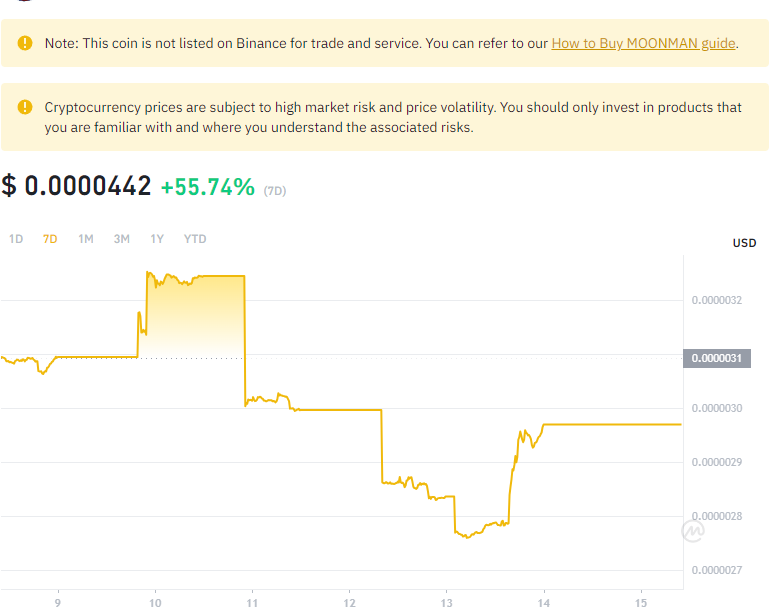 Note: This coin is not listed on Binance for trade and service. You can refer to our How to Buy MOONMAN guide.
Cryptocurrency prices are subject to high market risk and price volatility. You should only invest in products that
you are familiar with and where you understand the associated risks.
$ 0.0000442 +55.74% (7D)
1D 7D 1M 3M 1Y YTD
USD
0.0000032
0.0000031
0.0000030
0.0000029
0.0000028
0.0000027
9 10 11 12 13 14 15